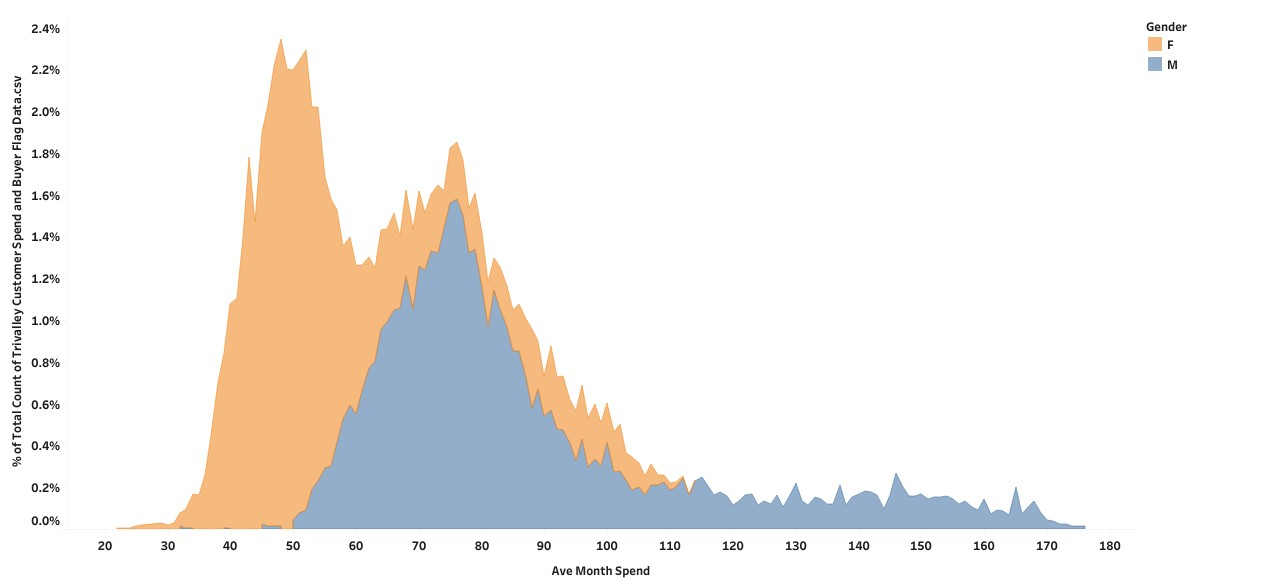 % of Total Count of Trivalley Customer Spend and Buyer Flag Data.csv
2.4%
2.2%
2.0%
1.8%
1.6%
1.4%
1.2%
1.0%
0.8%
0.6%
0.4%
0.2%
0.0%
20 30 40 50 60 70 80 90 100 110 120 130 140 150 160 170 180
Ave Month Spend
Gender
F
M